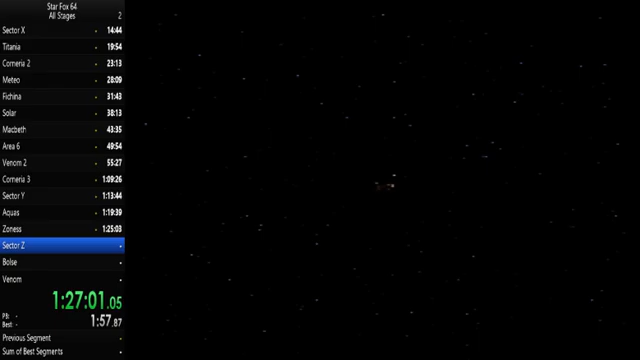 Star Fox 64
All Stages 2
Sector X - 14:44
Titania - 19:54
Corneria 2 - 23:13
Meteo - 28:09
Fichina - 31:43
Solar - 38:13
Macbeth - 43:35
Area 6 - 49:54
Venom 2 - 55:27
Corneria 3 - 1:09:26
Sector Y - 1:13:44
Aquas - 1:19:39
Zoness - 1:25:03
Sector Z -
Bolse -
Venom -
1:27:01.05
PB: -
Best: - 1:57.87
Previous Segment -
Sum of Best Segments -